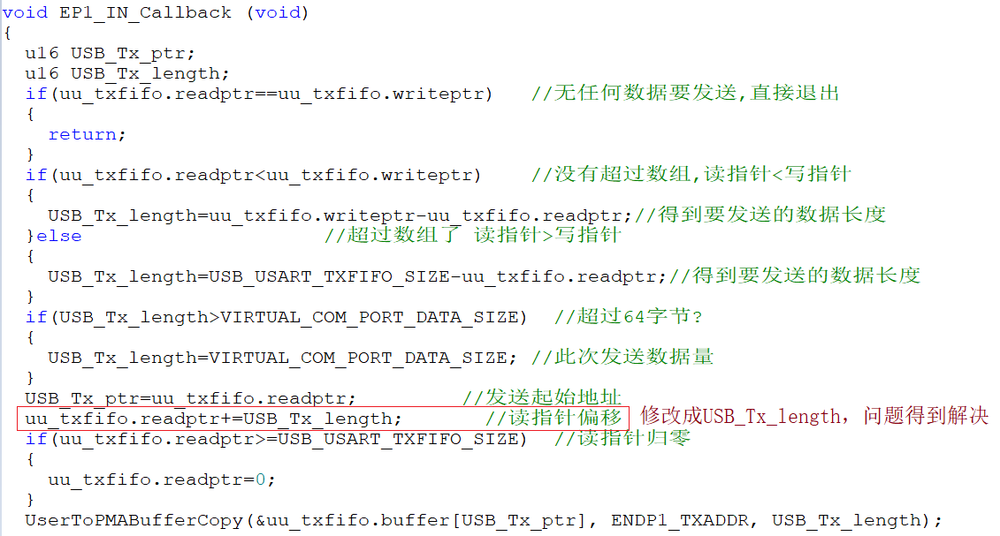 void EP1_IN_Callback (void)
{
  u16 USB_Tx_ptr;
  u16 USB_Tx_length;
  if(uu_txfifo.readptr==uu_txfifo.writeptr)   //无任何数据要发送,直接退出
  {
    return;
  }
  if(uu_txfifo.readptr<uu_txfifo.writeptr)    //没有超过数组,读指针<写指针
  {
    USB_Tx_length=uu_txfifo.writeptr-uu_txfifo.readptr;//得到要发送的数据长度
  }else                     //超过数组了 读指针>写指针
  {
    USB_Tx_length=USB_USART_TXFIFO_SIZE-uu_txfifo.readptr;//得到要发送的数据长度
  }
  if(USB_Tx_length>VIRTUAL_COM_PORT_DATA_SIZE)  //超过64字节?
  {
    USB_Tx_length=VIRTUAL_COM_PORT_DATA_SIZE; //此次发送数据量
  }
  USB_Tx_ptr=uu_txfifo.readptr;         //发送起始地址
  uu_txfifo.readptr+=USB_Tx_length;       //读指针偏移 修改成USB_Tx_length，问题得到解决
  if(uu_txfifo.readptr>=USB_USART_TXFIFO_SIZE)  //读指针归零
  {
    uu_txfifo.readptr=0;
  }
  UserToPMABufferCopy(&uu_txfifo.buffer[USB_Tx_ptr], ENDP1_TXADDR, USB_Tx_length);